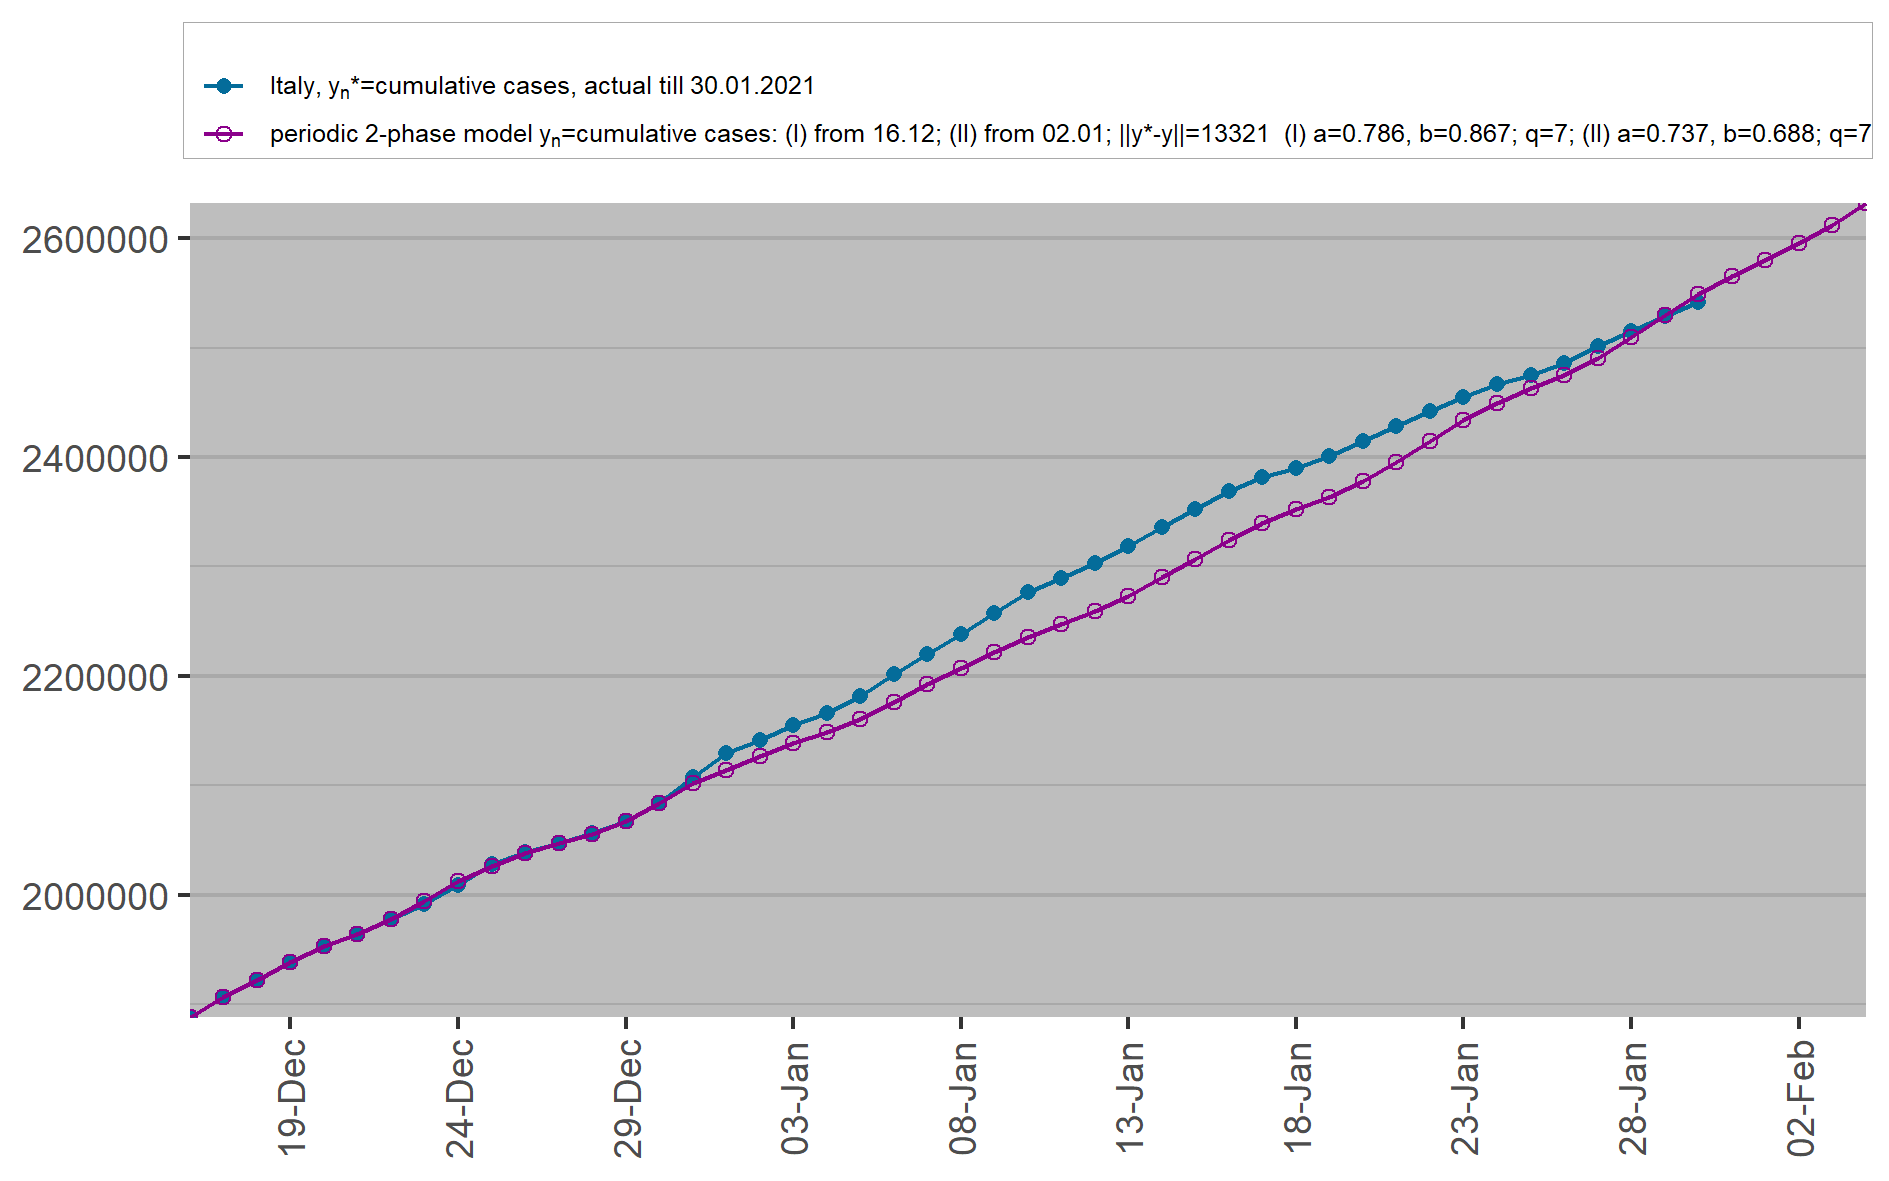 Italy, yn*=cumulative cases, actual till 30.01.2021
periodic 2-phase model yn=cumulative cases: (I) from 16.12; (II) from 02.01; ||y*-y||=13321  (I) a=0.786, b=0.867; q=7; (II) a=0.737, b=0.688; q=7
2600000
2400000
2200000
2000000
19-Dec
24-Dec
29-Dec
03-Jan
08-Jan
13-Jan
18-Jan
23-Jan
28-Jan
02-Feb